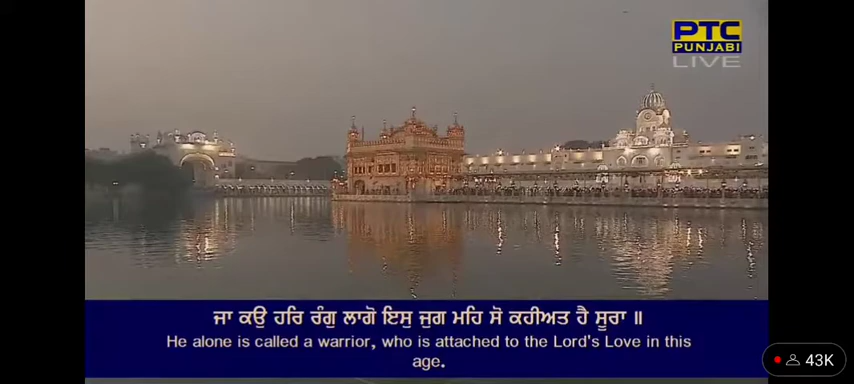 PTC
PUNJABI
LIVE
ਜਾ ਕਉ ਹਰਿ ਰੰਗੁ ਲਾਗੋ ਇਸੁ ਜੁਗ ਮਹਿ ਸੋ ਕਹੀਅਤ ਹੈ ਸੂਰਾ ॥
He alone is called a warrior, who is attached to the Lord's Love in this
age.
43K